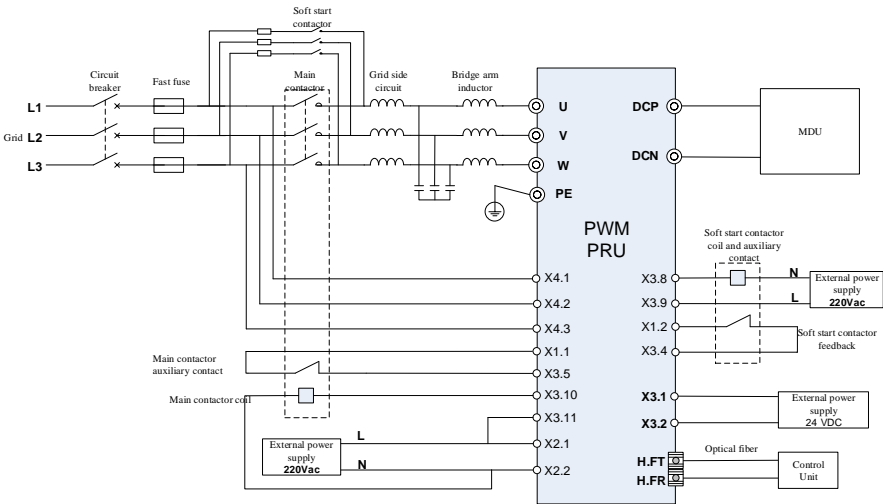 Soft start
contactor
Circuit
breaker
Fast fuse
Main
contactor
Grid side
circuit
Bridge arm
inductor
L1
Grid L2
L3
U
V
W
PE
DCP
DCN
MDU
PWM
PRU
Soft start contactor
coil and auxiliary
contact
X4.1
X4.2
X4.3
X1.1
X3.5
X3.10
X3.11
X2.1
X2.2
X3.8
X3.9
X1.2
X3.4
X3.1
X3.2
H.FT
H.FR
N
L
External power
supply
220Vac
Soft start contactor
feedback
Main contactor
auxiliary contact
Main contactor coil
External power
supply
220Vac
L
N
External power
supply
24 VDC
Optical fiber
Control
Unit